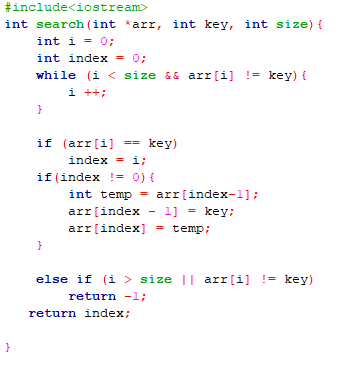 #include<iostream>
int search(int *arr, int key, int size){
int i = 0;
int index = 0;
while (i < size && arr[i] != key){
i ++;
}
if (arr[i] == key)
index = i;
if(index != 0){
int temp = arr[index-1];
arr[index - 1] = key;
arr[index] = temp;
}
else if (i > size || arr[i] != key)
return -1;
return index;
}